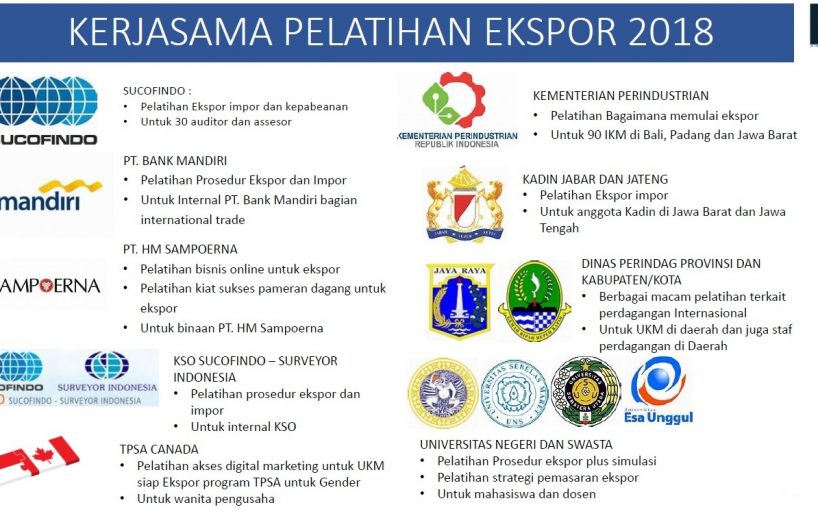 KERJASAMA PELATIHAN EKSPOR 2018
SUCOFINDO
SUCOFINDO :
• Pelatihan Ekspor impor dan kepabeanan
• Untuk 30 auditor dan assesor
mandiri
PT. BANK MANDIRI
• Pelatihan Prosedur Ekspor dan Impor
• Untuk Internal PT. Bank Mandiri bagian
international trade
AMPOERNA
PT. HM SAMPOERNA
• Pelatihan bisnis online untuk ekspor
• Pelatihan kiat sukses pameran dagang untuk
ekspor
• Untuk binaan PT. HM Sampoerna
OFINDO
SURVEYOR INDONESIA
SUCOFINDO - SURVEYOR INDONESIA
KSO SUCOFINDO – SURVEYOR
INDONESIA
• Pelatihan prosedur ekspor dan
impor
• Untuk internal KSO
TPSA CANADA
• Pelatihan akses digital marketing untuk UKM
siap Ekspor program TPSA untuk Gender
• Untuk wanita pengusaha
KEMENTERIAN PERINDUSTRIAN
REPUBLIK INDONESIA
KEMENTERIAN PERINDUSTRIAN
• Pelatihan Bagaimana memulai ekspor
• Untuk 90 IKM di Bali, Padang dan Jawa Barat
KADIN JABAR DAN JATENG
• Pelatihan Ekspor impor
• Untuk anggota Kadin di Jawa Barat dan Jawa
Tengah
JAYA RAYA
DINAS PERINDAG PROVINSI DAN
KABUPATEN/KOTA
• Berbagai macam pelatihan terkait
perdagangan Internasional
• Untuk UKM di daerah dan juga staf
perdagangan di Daerah
UNIVERSITAS SEBELAS MARET
UNS
Universitas
Esa Unggul
UNIVERSITAS NEGERI DAN SWASTA
• Pelatihan Prosedur ekspor plus simulasi
• Pelatihan strategi pemasaran ekspor
• Untuk mahasiswa dan dosen